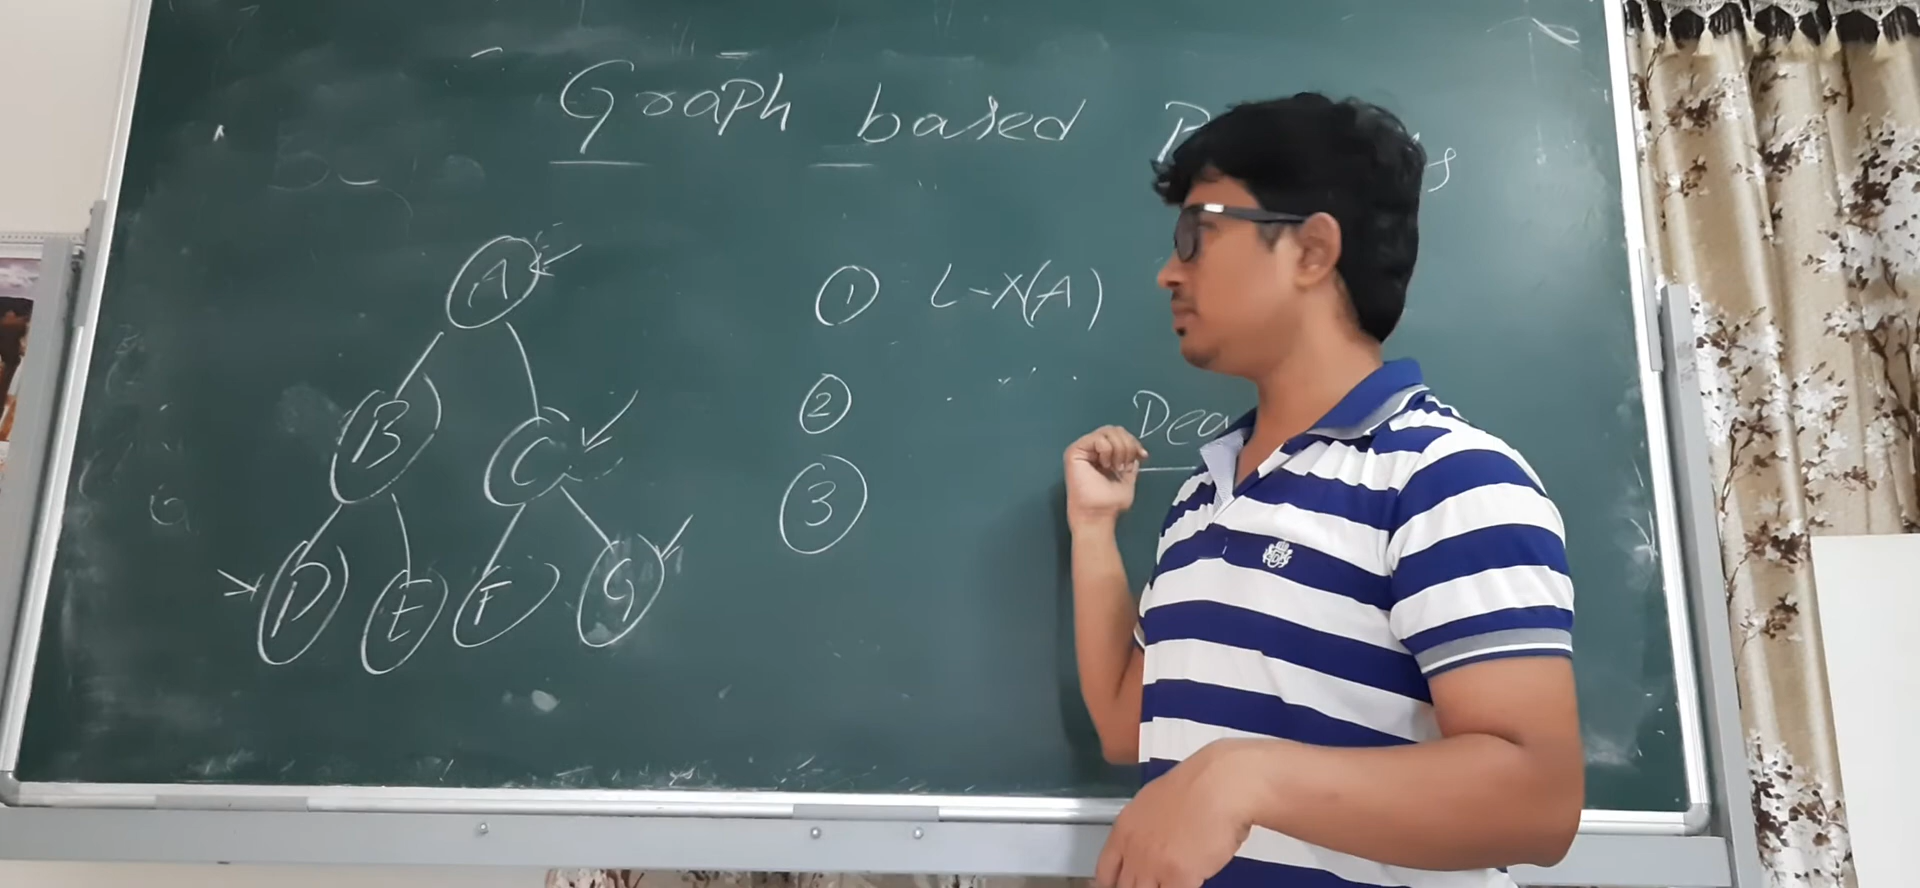 Graph based
A
① L-X(A)
B
C
②
Dea
③
D E F G